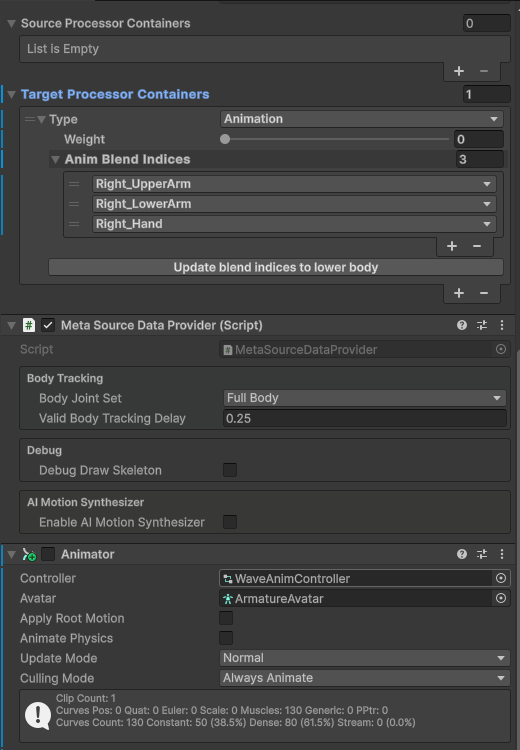 Source Processor Containers 0
List is Empty
+ −
Target Processor Containers 1
Type Animation
Weight 0
Anim Blend Indices 3
Right_UpperArm
Right_LowerArm
Right_Hand
+ −
Update blend indices to lower body
+ −
# Meta Source Data Provider (Script)
Script # MetaSourceDataProvider
Body Tracking
Body Joint Set Full Body
Valid Body Tracking Delay 0.25
Debug
Debug Draw Skeleton
AI Motion Synthesizer
Enable AI Motion Synthesizer
Animator
Controller WaveAnimController
Avatar ArmatureAvatar
Apply Root Motion
Animate Physics
Update Mode Normal
Culling Mode Always Animate
Clip Count: 1
Curves Pos: 0 Quat: 0 Euler: 0 Scale: 0 Muscles: 130 Generic: 0 PPtr: 0
Curves Count: 130 Constant: 50 (38.5%) Dense: 80 (61.5%) Stream: 0 (0.0%)